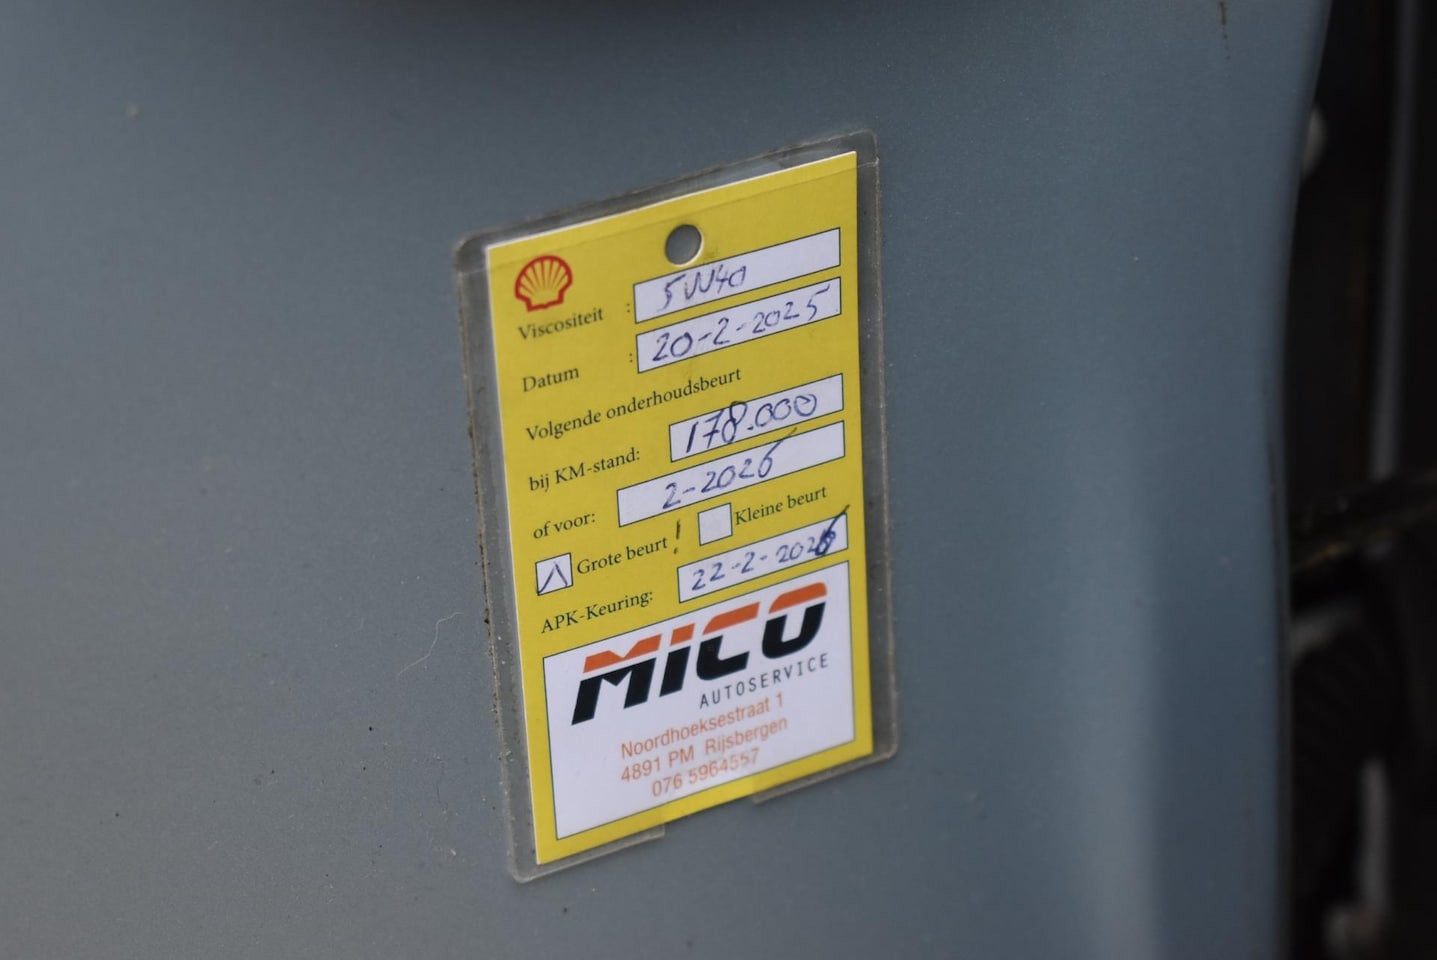 Viscositeit : 5W40
Datum : 20-2-2025
Volgende onderhoudsbeurt
bij KM-stand: 178.000
of voor: 2-2026
Grote beurt ! Kleine beurt
APK-Keuring: 22-2-2026
MiCO
AUTOSERVICE
Noordhoeksestraat 1
4891 PM Rijsbergen
076 5964557